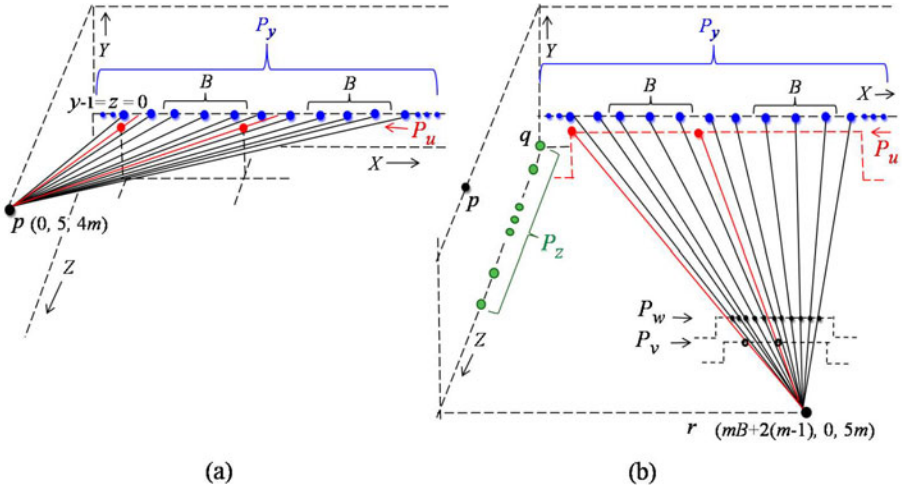 P_y
Y
B B
y-1=z=0
P_u
X
p (0, 5, 4m)
Z
(a)
P_y
Y
B B
X
q
P_u
p
P_z
P_w
P_v
Z
r (mB+2(m-1), 0, 5m)
(b)